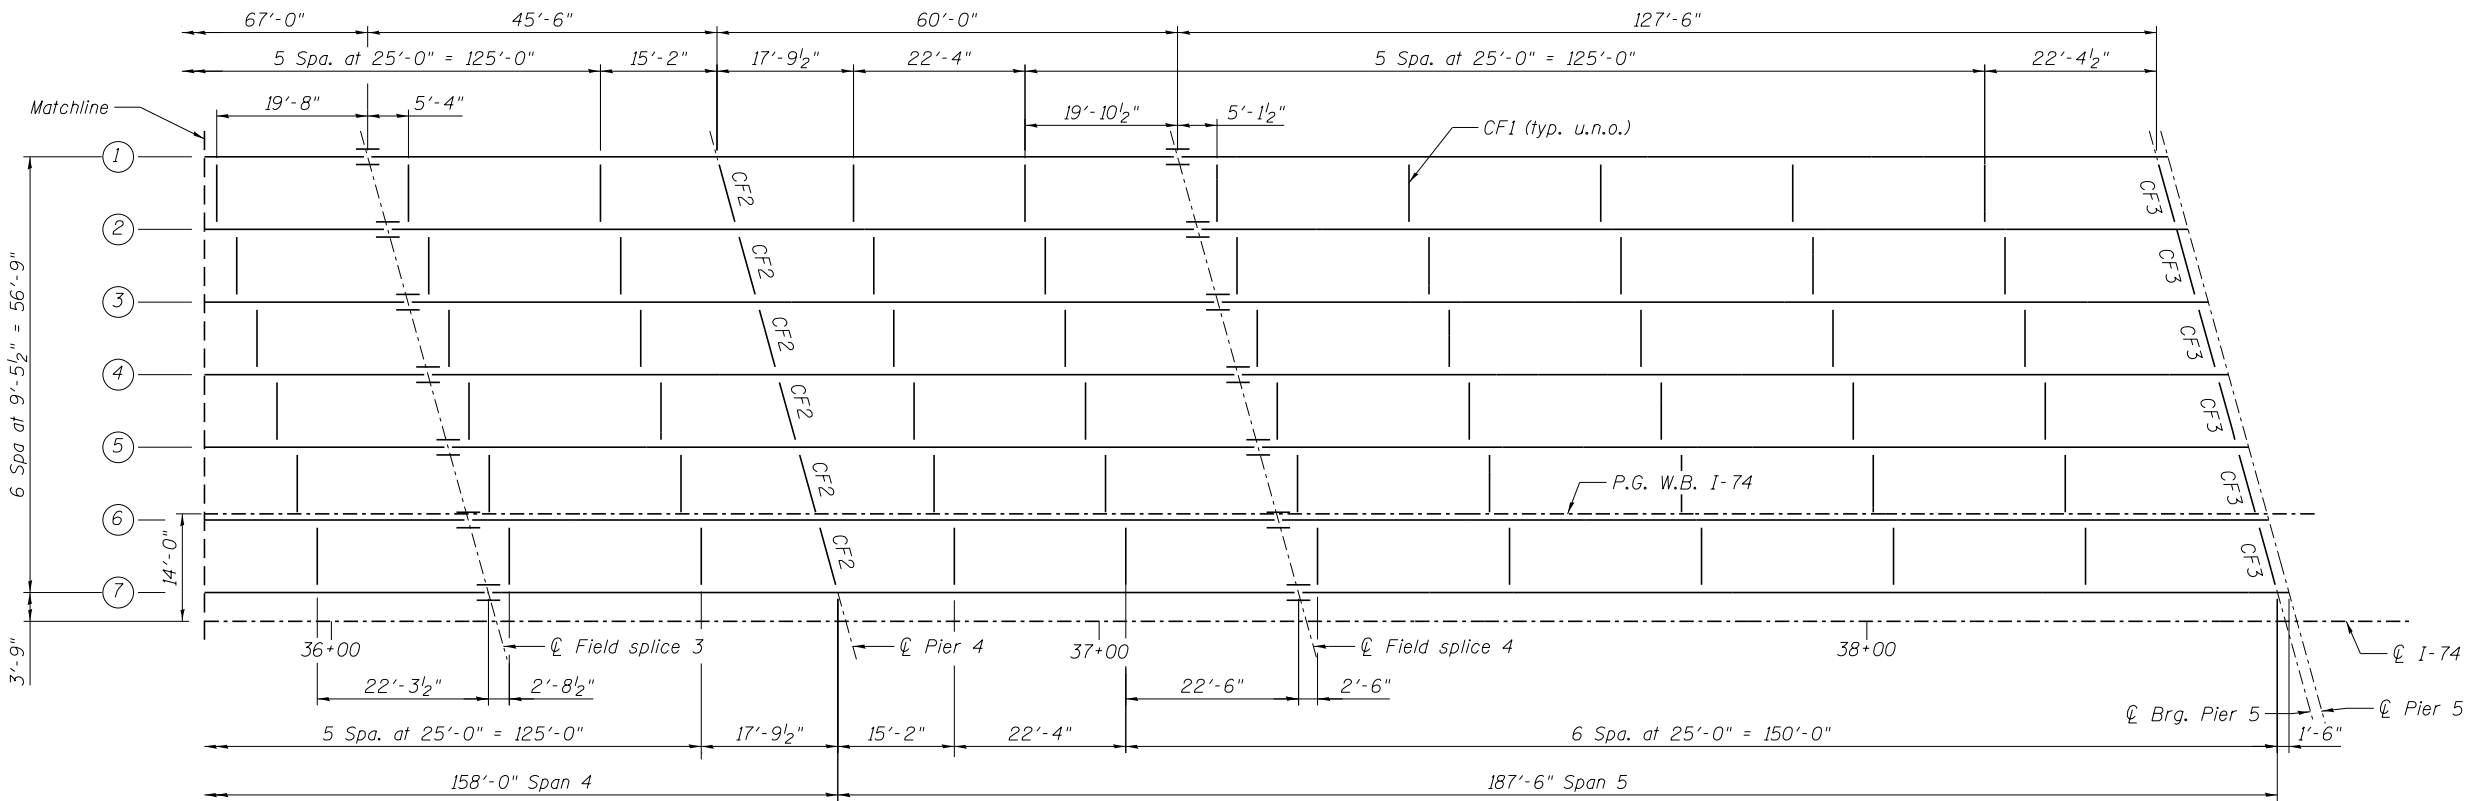 67'-0" 45'-6" 60'-0" 127'-6"
5 Spa. at 25'-0" = 125'-0" 15'-2" 17'-9½" 22'-4" 5 Spa. at 25'-0" = 125'-0" 22'-4½"
Matchline 19'-8" 5'-4" 19'-10½" 5'-1½"
CF1 (typ. u.n.o.)
1
CF2 CF3
2
CF2 CF3
3
CF2 CF3
4
CF2 CF3
5
CF2 CF3
P.G. W.B. I-74
6
CF2 CF3
7
6 Spa at 9'-5½" = 56'-9"
14'-0"
3'-9"
36+00 ℄ Field splice 3 ℄ Pier 4 37+00 ℄ Field splice 4 38+00 ℄ I-74
22'-3½" 2'-8½" 22'-6" 2'-6"
℄ Brg. Pier 5 ℄ Pier 5
5 Spa. at 25'-0" = 125'-0" 17'-9½" 15'-2" 22'-4" 6 Spa. at 25'-0" = 150'-0" 1'-6"
158'-0" Span 4 187'-6" Span 5